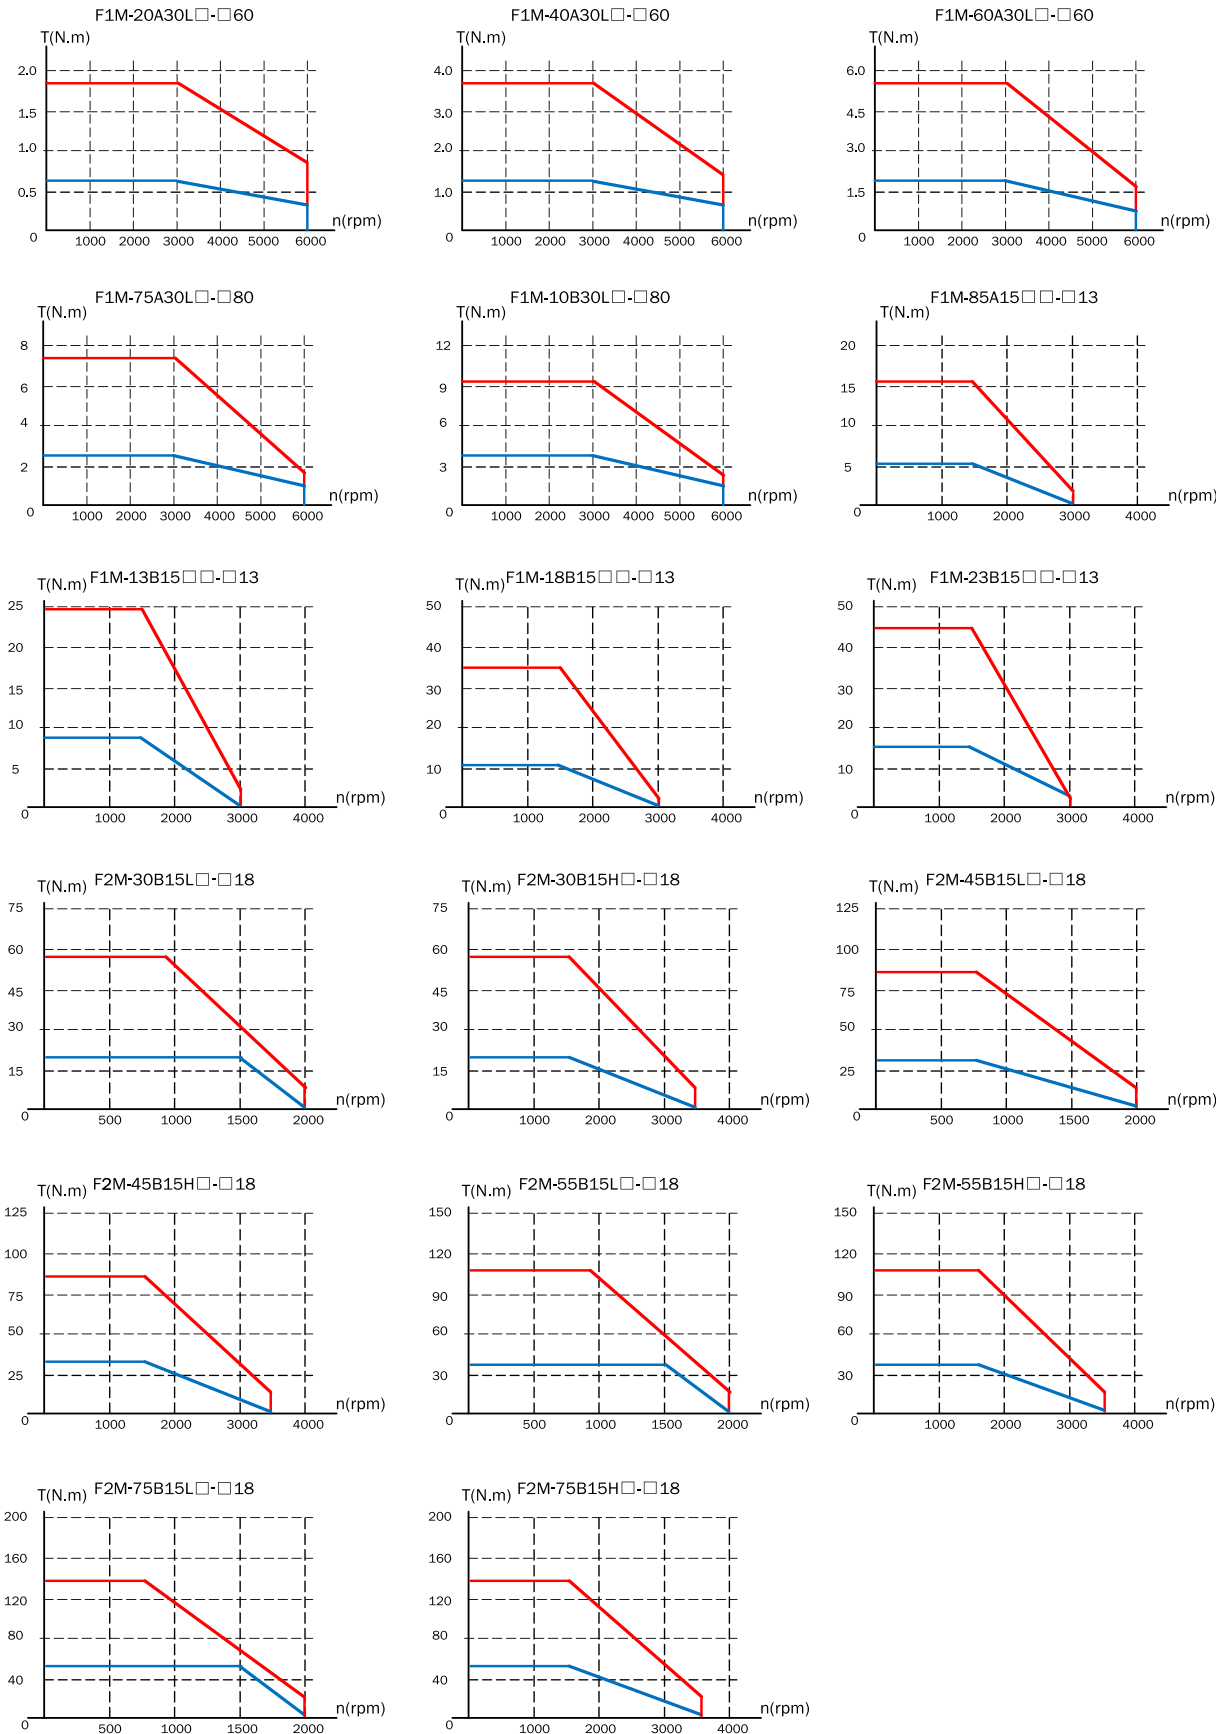 F1M-20A30L□-□60
T(N.m)
2.0
1.5
1.0
0.5
0
1000 2000 3000 4000 5000 6000
n(rpm)
F1M-40A30L□-□60
T(N.m)
4.0
3.0
2.0
1.0
0
1000 2000 3000 4000 5000 6000
n(rpm)
F1M-60A30L□-□60
T(N.m)
6.0
4.5
3.0
1.5
0
1000 2000 3000 4000 5000 6000
n(rpm)
F1M-75A30L□-□80
T(N.m)
8
6
4
2
0
1000 2000 3000 4000 5000 6000
n(rpm)
F1M-10B30L□-□80
T(N.m)
12
9
6
3
0
1000 2000 3000 4000 5000 6000
n(rpm)
F1M-85A15□□-□13
T(N.m)
20
15
10
5
0
1000 2000 3000 4000
n(rpm)
F1M-13B15□□-□13
T(N.m)
25
20
15
10
5
0
1000 2000 3000 4000
n(rpm)
F1M-18B15□□-□13
T(N.m)
50
40
30
20
10
0
1000 2000 3000 4000
n(rpm)
F1M-23B15□□-□13
T(N.m)
50
40
30
20
10
0
1000 2000 3000 4000
n(rpm)
F2M-30B15L□-□18
T(N.m)
75
60
45
30
15
0
500 1000 1500 2000
n(rpm)
F2M-30B15H□-□18
T(N.m)
75
60
45
30
15
0
1000 2000 3000 4000
n(rpm)
F2M-45B15L□-□18
T(N.m)
125
100
75
50
25
0
500 1000 1500 2000
n(rpm)
F2M-45B15H□-□18
T(N.m)
125
100
75
50
25
0
1000 2000 3000 4000
n(rpm)
F2M-55B15L□-□18
T(N.m)
150
120
90
60
30
0
500 1000 1500 2000
n(rpm)
F2M-55B15H□-□18
T(N.m)
150
120
90
60
30
0
1000 2000 3000 4000
n(rpm)
F2M-75B15L□-□18
T(N.m)
200
160
120
80
40
0
500 1000 1500 2000
n(rpm)
F2M-75B15H□-□18
T(N.m)
200
160
120
80
40
0
1000 2000 3000 4000
n(rpm)